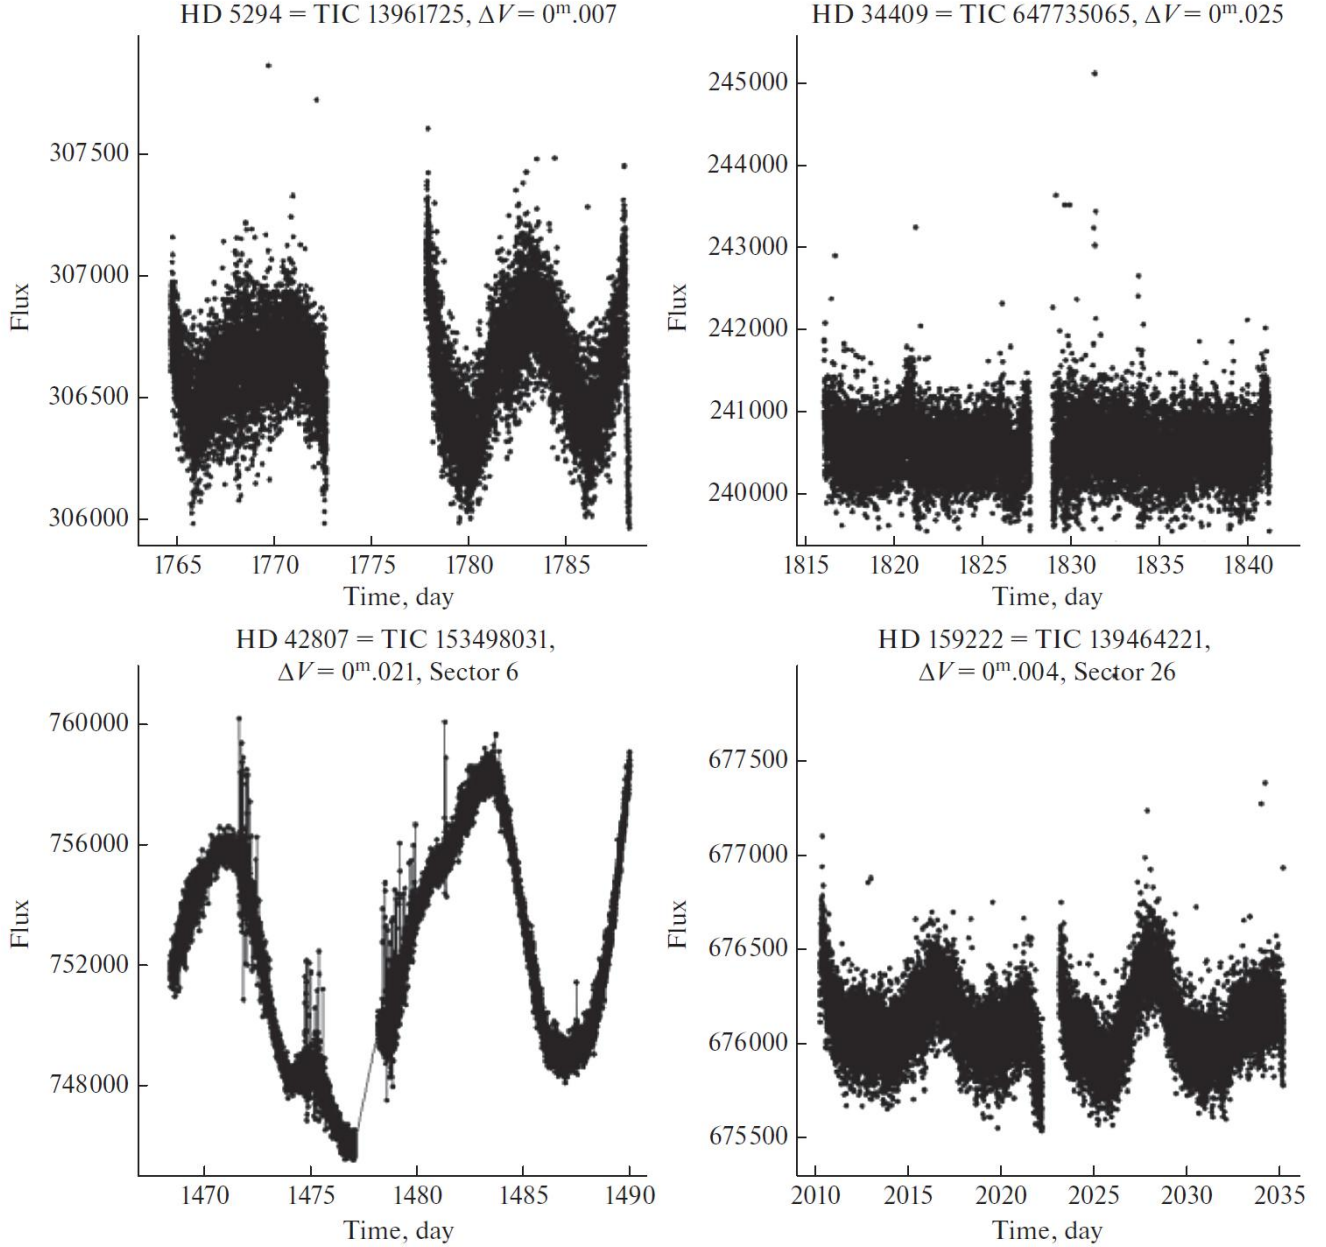 HD 5294 = TIC 13961725, ΔV = 0ᵐ.007
307500
307000
306500
306000
Flux
1765 1770 1775 1780 1785
Time, day
HD 34409 = TIC 647735065, ΔV = 0ᵐ.025
245000
244000
243000
242000
241000
240000
Flux
1815 1820 1825 1830 1835 1840
Time, day
HD 42807 = TIC 153498031,
ΔV = 0ᵐ.021, Sector 6
760000
756000
752000
748000
Flux
1470 1475 1480 1485 1490
Time, day
HD 159222 = TIC 139464221,
ΔV = 0ᵐ.004, Sector 26
677500
677000
676500
676000
675500
Flux
2010 2015 2020 2025 2030 2035
Time, day